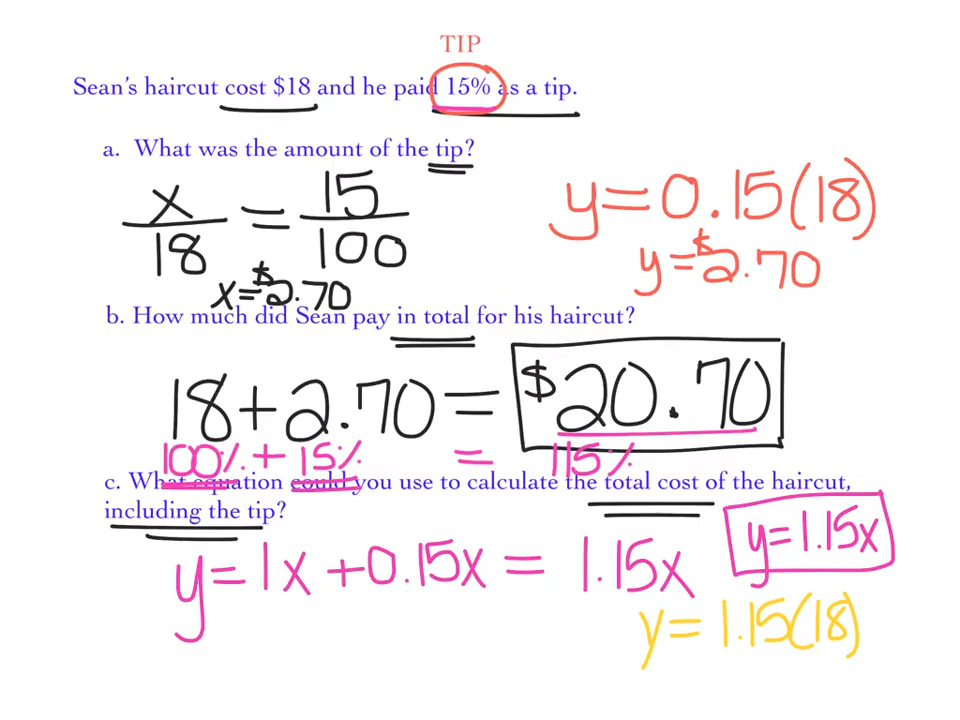 TIP
Sean's haircut cost $18 and he paid 15% as a tip.
a. What was the amount of the tip?
x/18 = 15/100
x=$2.70
y=0.15(18)
y=$2.70
b. How much did Sean pay in total for his haircut?
18+2.70= $20.70
100% + 15% = 115%
c. What equation could you use to calculate the total cost of the haircut,
including the tip?
y=1x+0.15x = 1.15x
y=1.15x
y=1.15(18)